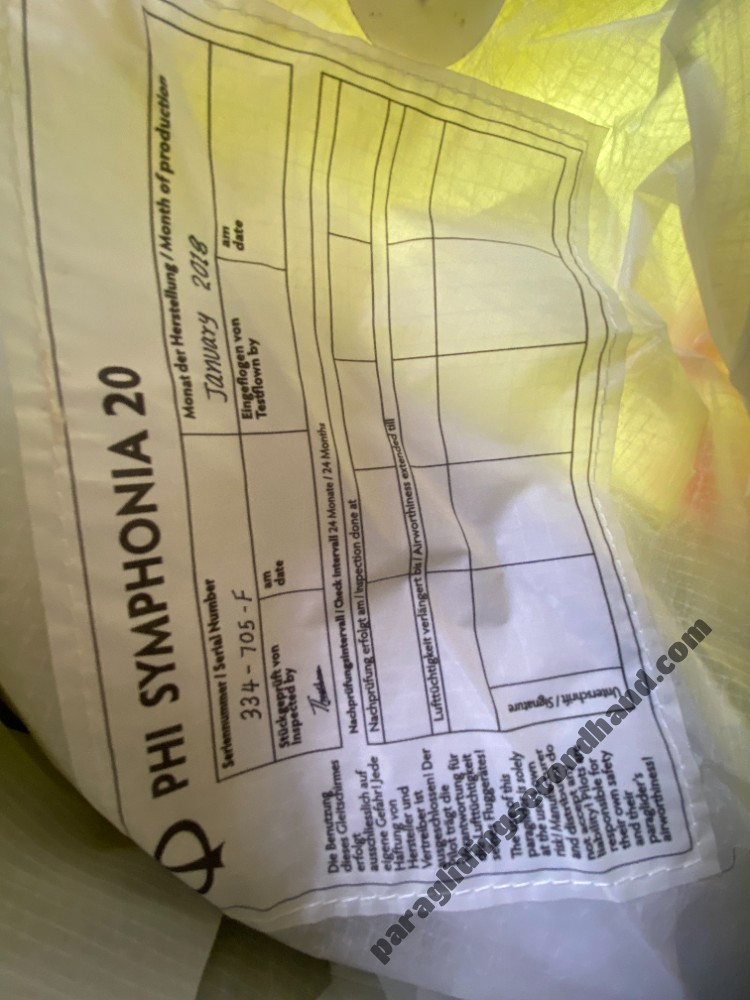 PHI SYMPHONIA 20
Seriennummer / Serial Number
334-705-F
Monat der Herstellung / Month of production
January 2018
Stückgeprüft von
Inspected by
am
date
Eingeflogen von
Testflown by
am
date
Nachprüfungsintervall / Check Intervall 24 Monate / 24 Months
Nachprüfung erfolgt am / Inspection done at
Lufttüchtigkeit verlängert bis / Airworthiness extended till
Unterschrift / Signature
Die Benutzung
dieses Gleitschirmes
erfolgt
ausschliesslich auf
eigene Gefahr! Jede
Haftung von
Hersteller und
Vertreiber ist
ausgeschlossen! Der
Pilot trägt die
Verantwortung für
die Lufttüchtigkeit
seines Fluggerätes!
The use of this
paraglider is solely
at the user's own
risk! Manufacturer
and distributor do
not accept any
liability! Pilots are
responsible for
their own safety
and their
paraglider's
airworthiness!
paraglidingsecondhand.com